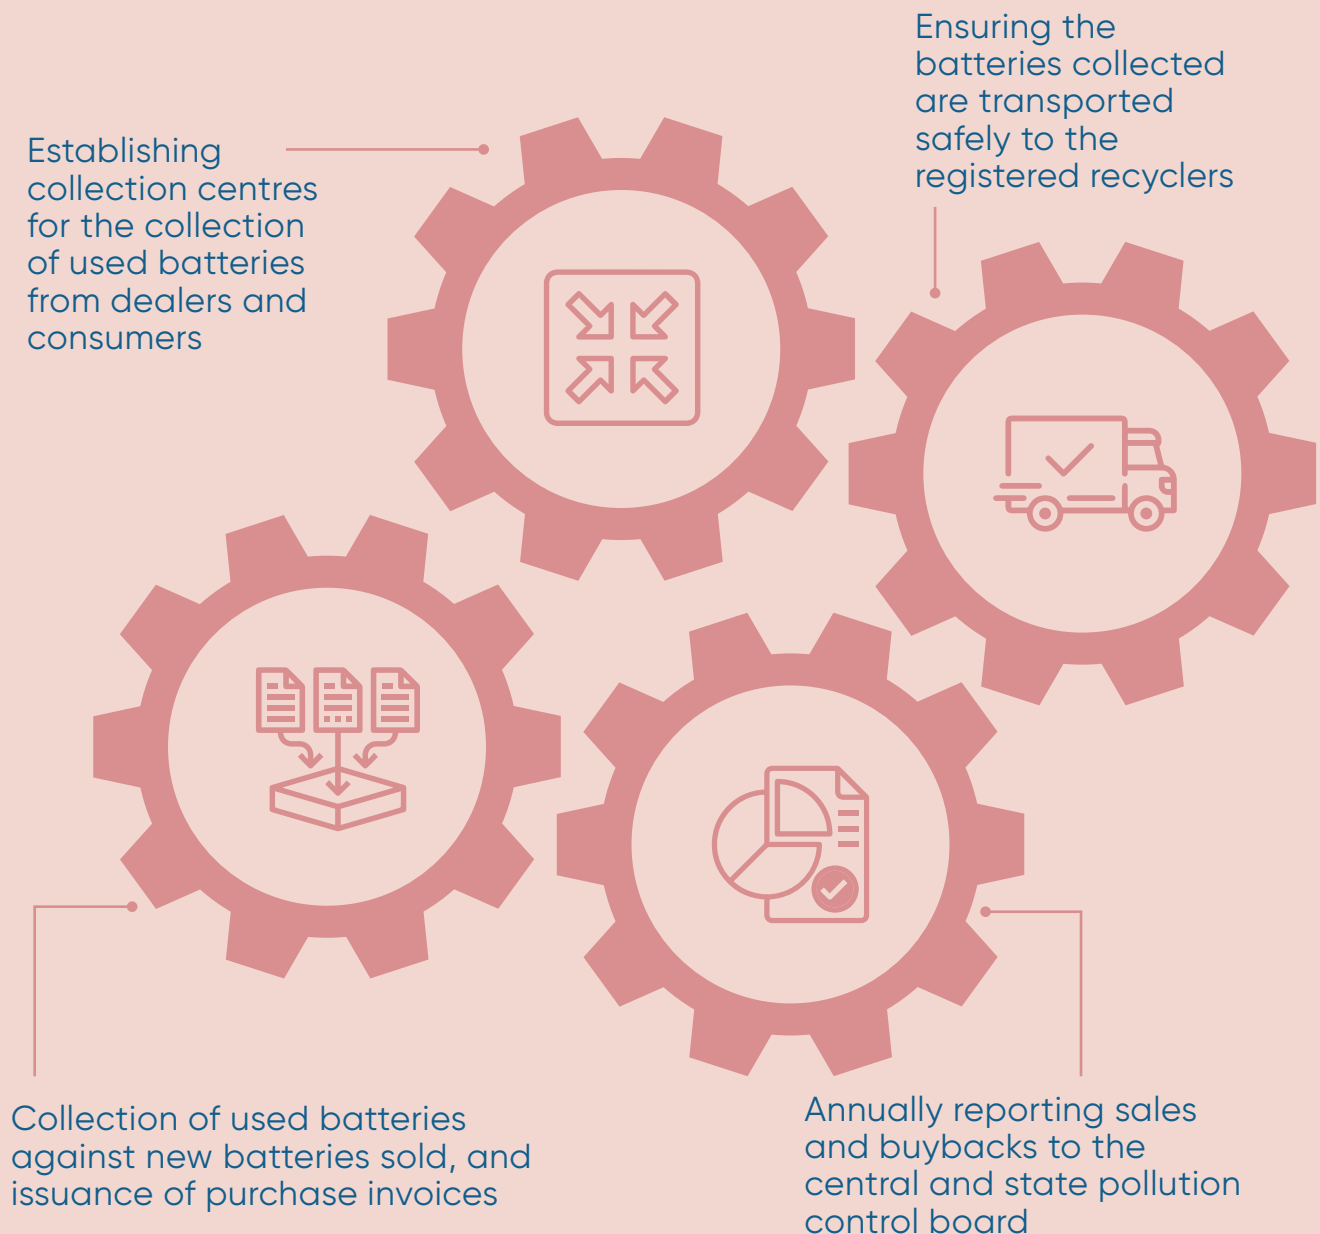 Establishing
collection centres
for the collection
of used batteries
from dealers and
consumers
Ensuring the
batteries collected
are transported
safely to the
registered recyclers
Collection of used batteries
against new batteries sold, and
issuance of purchase invoices
Annually reporting sales
and buybacks to the
central and state pollution
control board